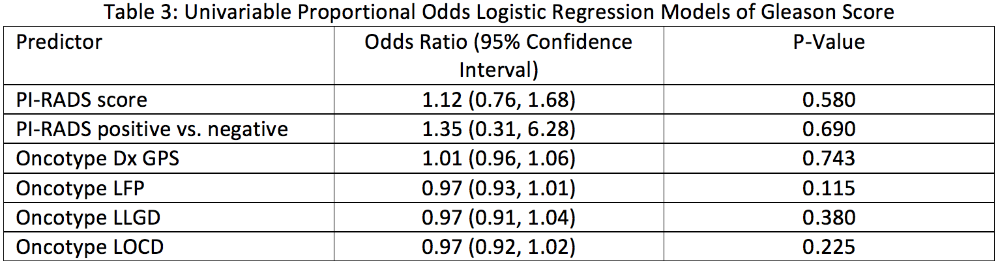 Table 3: Univariable Proportional Odds Logistic Regression Models of Gleason Score
Predictor Odds Ratio (95% Confidence Interval) P-Value
PI-RADS score 1.12 (0.76, 1.68) 0.580
PI-RADS positive vs. negative 1.35 (0.31, 6.28) 0.690
Oncotype Dx GPS 1.01 (0.96, 1.06) 0.743
Oncotype LFP 0.97 (0.93, 1.01) 0.115
Oncotype LLGD 0.97 (0.91, 1.04) 0.380
Oncotype LOCD 0.97 (0.92, 1.02) 0.225